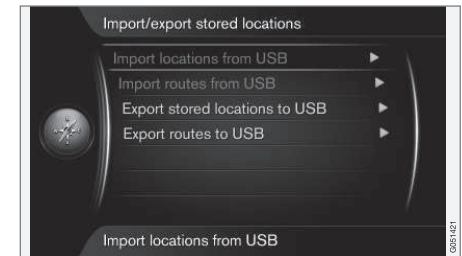 Import/export stored locations
Import locations from USB
Import routes from USB
Export stored locations to USB
Export routes to USB
Import locations from USB
G051421